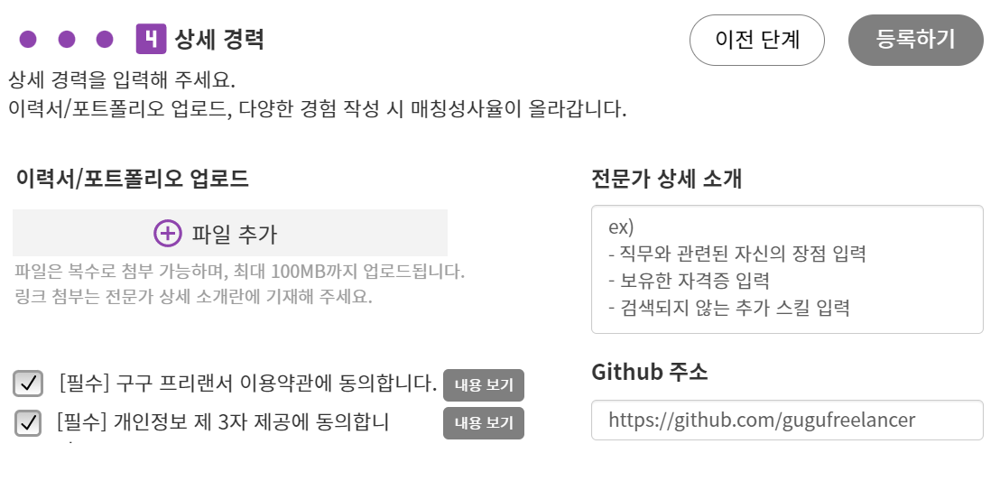 4 상세 경력
이전 단계
등록하기
상세 경력을 입력해 주세요.
이력서/포트폴리오 업로드, 다양한 경험 작성 시 매칭성사율이 올라갑니다.
이력서/포트폴리오 업로드
파일 추가
파일은 복수로 첨부 가능하며, 최대 100MB까지 업로드됩니다.
링크 첨부는 전문가 상세 소개란에 기재해 주세요.
[필수] 구구 프리랜서 이용약관에 동의합니다.
내용 보기
[필수] 개인정보 제 3자 제공에 동의합니
내용 보기
전문가 상세 소개
ex)
- 직무와 관련된 자신의 장점 입력
- 보유한 자격증 입력
- 검색되지 않는 추가 스킬 입력
Github 주소
https://github.com/gugufreelancer